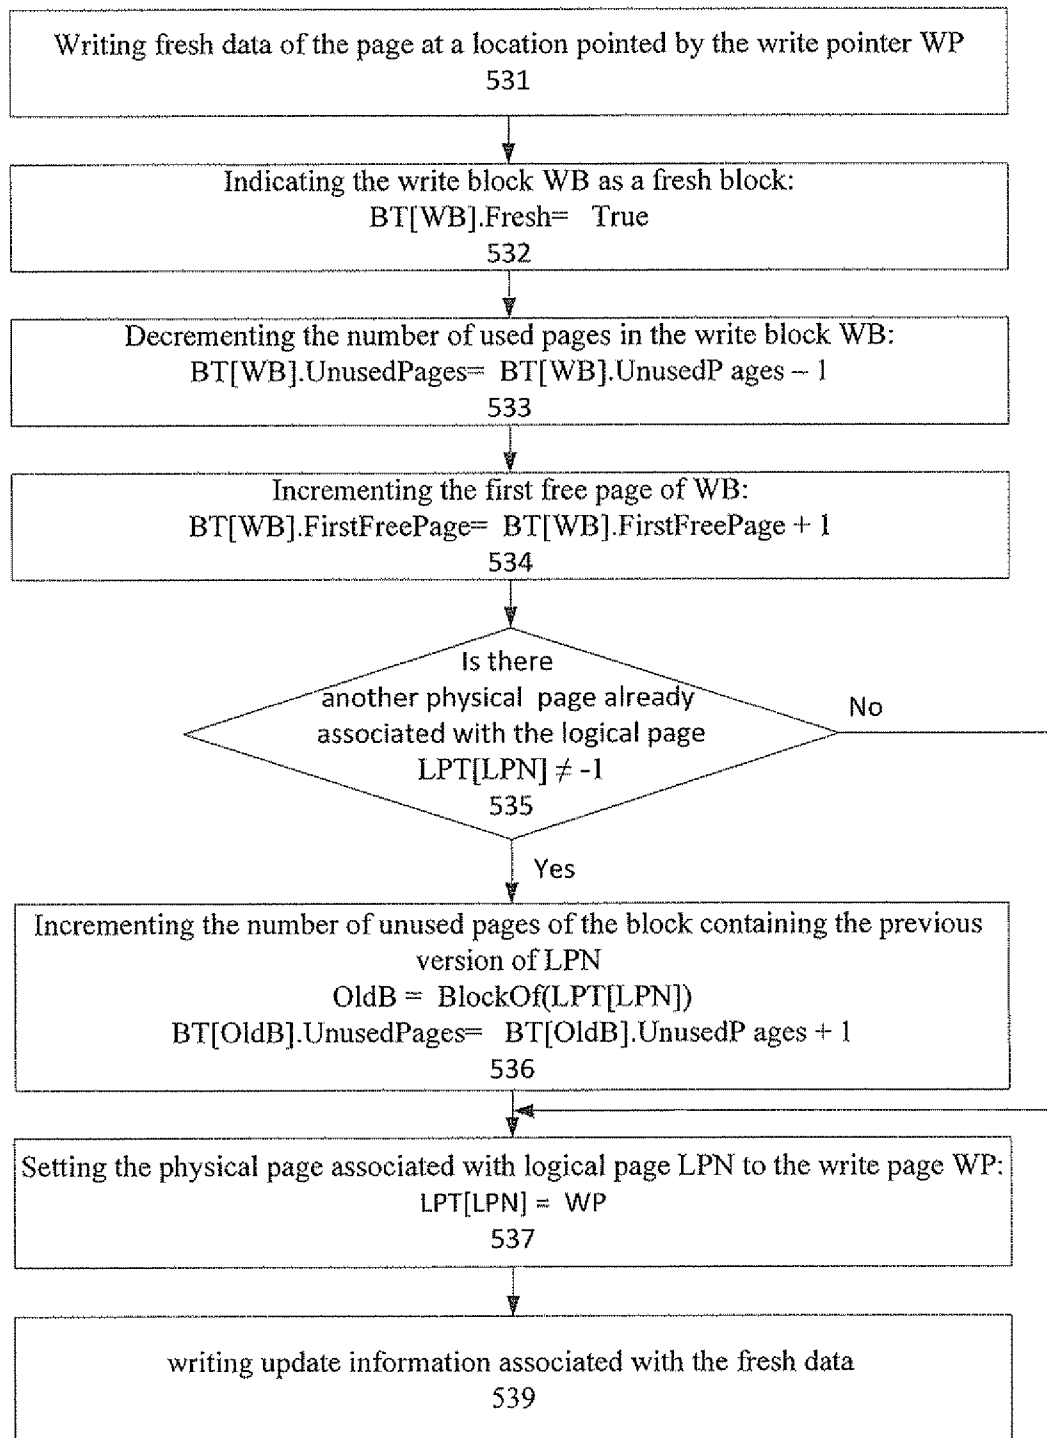 Writing fresh data of the page at a location pointed by the write pointer WP
531
Indicating the write block WB as a fresh block:
BT[WB].Fresh= True
532
Decrementing the number of used pages in the write block WB:
BT[WB].UnusedPages= BT[WB].UnusedP ages – 1
533
Incrementing the first free page of WB:
BT[WB].FirstFreePage= BT[WB].FirstFreePage + 1
534
Is there
another physical page already
associated with the logical page
LPT[LPN] ≠ -1
535
No
Yes
Incrementing the number of unused pages of the block containing the previous
version of LPN
OldB = BlockOf(LPT[LPN])
BT[OldB].UnusedPages= BT[OldB].UnusedP ages + 1
536
Setting the physical page associated with logical page LPN to the write page WP:
LPT[LPN] = WP
537
writing update information associated with the fresh data
539